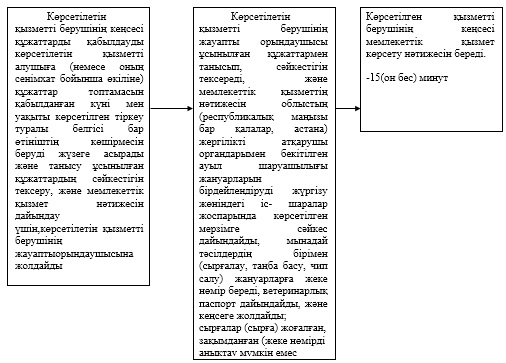 Көрсетілетін
қызметті берушінің кеңсесі
құжаттарды қабылдауды
көрсетілетін қызметті
алушыға (немесе оның
сенімхат бойынша өкіліне)
құжаттар топтамасын
қабылданған күні мен
уақыты көрсетілген тіркеу
туралы белгісі бар
өтініштің көшірмесін
беруді жүзеге асырады
және танысу ұсынылған
құжаттардың сәйкестігін
тексеру, және мемлекеттік
қызмет нәтижесін
дайындау
үшін,көрсетілетін қызметті
берушінің
жауаптыорындаушысына
жолдайды
Көрсетілетін
қызметті берушінің
жауапты орындаушысы
ұсынылған құжаттармен
танысып, сәйкестігін
тексереді, және
мемлекеттік қызметтің
нәтижесін облыстың
(республикалық маңызы
бар қалалар, астана)
жергілікті атқарушы
органдарымен бекітілген
ауыл шаруашылығы
жануарларын
бірдейлендіруді жүргізу
жөніндегі іс- шаралар
жоспарында көрсетілген
мерзімге сәйкес
дайындайды, мынадай
тәсілдердің бірімен
(сырғалау, таңба басу, чип
салу) жануарларға жеке
нөмір береді, ветеринарлық
паспорт дайындайды, және
кеңсеге жолдайды;
сырғалар (сырға) жоғалған,
зақымданған (жеке нөмірді
анықтау мүмкін емес
Көрсетілген қызметті
берушінің кеңсесі
мемлекеттік қызмет
көрсету нәтижесін береді.
-15(он бес) минут